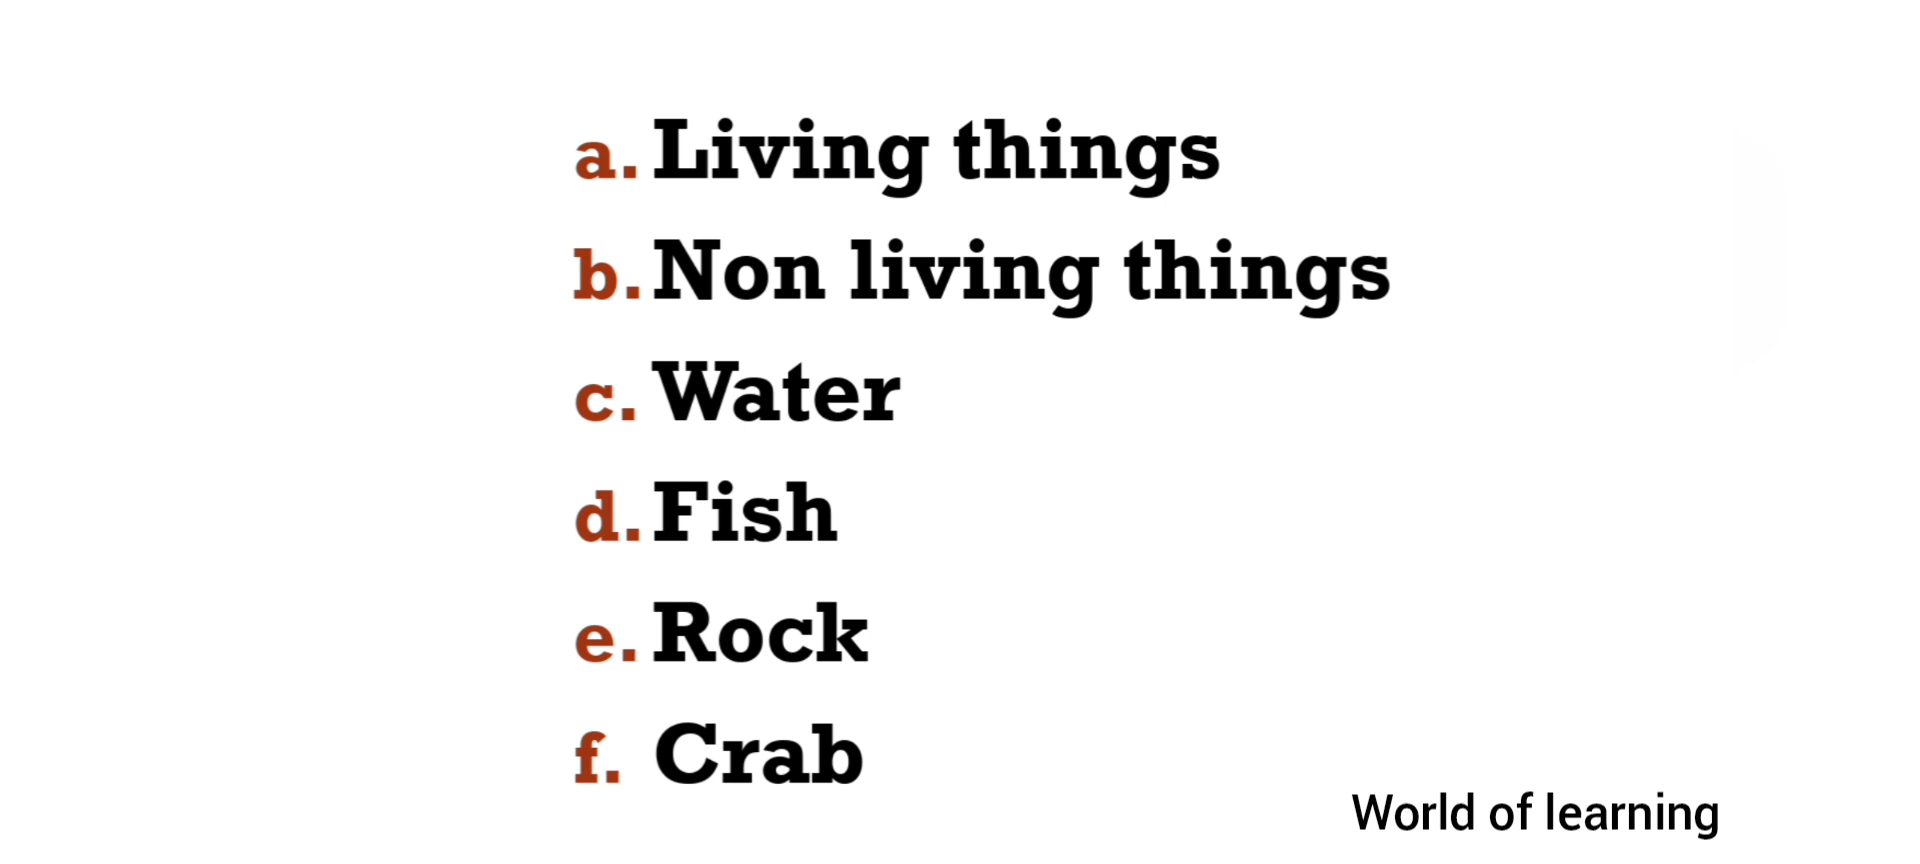 a. Living things
b. Non living things
c. Water
d. Fish
e. Rock
f. Crab
World of learning